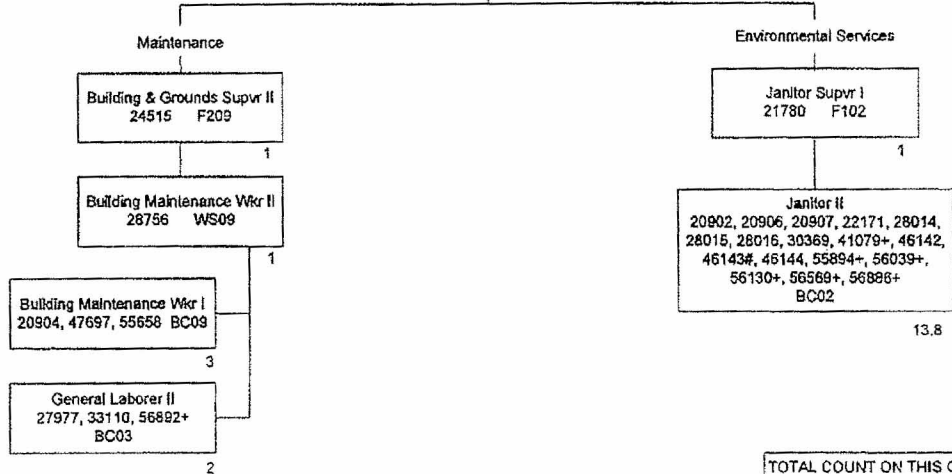 Maintenance
Building & Grounds Supvr II
24515 F209
1
Building Maintenance Wkr II
28756 WS09
1
Building Maintenance Wkr I
20904, 47697, 55658 BC09
3
General Laborer II
27977, 33110, 56892+
BC03
2
Environmental Services
Janitor Supvr I
21780 F102
1
Janitor II
20902, 20906, 20907, 22171, 28014,
28015, 28016, 30369, 41079+, 46142,
46143#, 46144, 55894+, 56039+,
56130+, 56569+, 56886+
BC02
13.8
TOTAL COUNT ON THIS